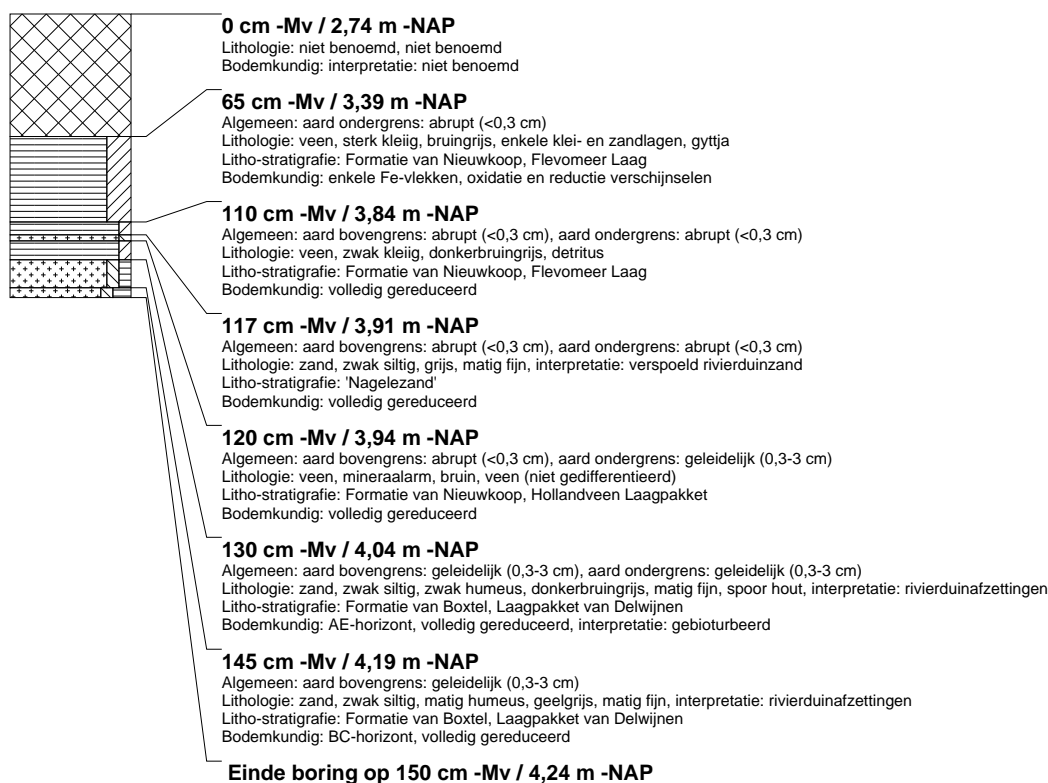 0 cm -Mv / 2,74 m -NAP
Lithologie: niet benoemd, niet benoemd
Bodemkundig: interpretatie: niet benoemd
65 cm -Mv / 3,39 m -NAP
Algemeen: aard ondergrens: abrupt (<0,3 cm)
Lithologie: veen, sterk kleiig, bruingrijs, enkele klei- en zandlagen, gyttja
Litho-stratigrafie: Formatie van Nieuwkoop, Flevomeer Laag
Bodemkundig: enkele Fe-vlekken, oxidatie en reductie verschijnselen
110 cm -Mv / 3,84 m -NAP
Algemeen: aard bovengrens: abrupt (<0,3 cm), aard ondergrens: abrupt (<0,3 cm)
Lithologie: veen, zwak kleiig, donkerbruingrijs, detritus
Litho-stratigrafie: Formatie van Nieuwkoop, Flevomeer Laag
Bodemkundig: volledig gereduceerd
117 cm -Mv / 3,91 m -NAP
Algemeen: aard bovengrens: abrupt (<0,3 cm), aard ondergrens: abrupt (<0,3 cm)
Lithologie: zand, zwak siltig, grijs, matig fijn, interpretatie: verspoeld rivierduinzand
Litho-stratigrafie: 'Nagelezand'
Bodemkundig: volledig gereduceerd
120 cm -Mv / 3,94 m -NAP
Algemeen: aard bovengrens: abrupt (<0,3 cm), aard ondergrens: geleidelijk (0,3-3 cm)
Lithologie: veen, mineraalarm, bruin, veen (niet gedifferentieerd)
Litho-stratigrafie: Formatie van Nieuwkoop, Hollandveen Laagpakket
Bodemkundig: volledig gereduceerd
130 cm -Mv / 4,04 m -NAP
Algemeen: aard bovengrens: geleidelijk (0,3-3 cm), aard ondergrens: geleidelijk (0,3-3 cm)
Lithologie: zand, zwak siltig, zwak humeus, donkerbruingrijs, matig fijn, spoor hout, interpretatie: rivierduinafzettingen
Litho-stratigrafie: Formatie van Boxtel, Laagpakket van Delwijnen
Bodemkundig: AE-horizont, volledig gereduceerd, interpretatie: gebioturbeerd
145 cm -Mv / 4,19 m -NAP
Algemeen: aard bovengrens: geleidelijk (0,3-3 cm)
Lithologie: zand, zwak siltig, matig humeus, geelgrijs, matig fijn, interpretatie: rivierduinafzettingen
Litho-stratigrafie: Formatie van Boxtel, Laagpakket van Delwijnen
Bodemkundig: BC-horizont, volledig gereduceerd
Einde boring op 150 cm -Mv / 4,24 m -NAP